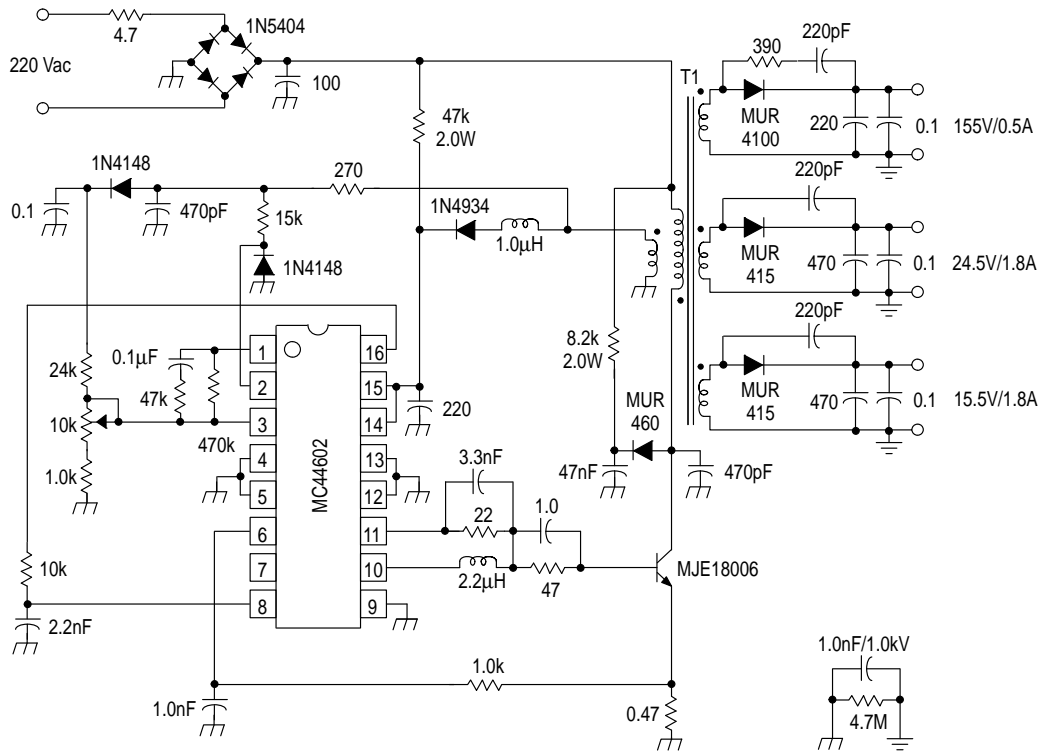 4.7
1N5404
220 Vac
100
47k
2.0W
T1
390
220pF
MUR
4100
220
0.1
155V/0.5A
1N4148
270
0.1
470pF
15k
1N4934
1.0μH
1N4148
220pF
MUR
415
470
0.1
24.5V/1.8A
8.2k
2.0W
220pF
MUR
415
470
0.1
15.5V/1.8A
0.1μF
24k
47k
10k
470k
1.0k
1
2
3
4
5
6
7
8
MC44602
16
15
14
13
12
11
10
9
220
MUR
460
47nF
470pF
3.3nF
22
1.0
2.2μH
47
MJE18006
10k
2.2nF
1.0nF
1.0k
0.47
1.0nF/1.0kV
4.7M